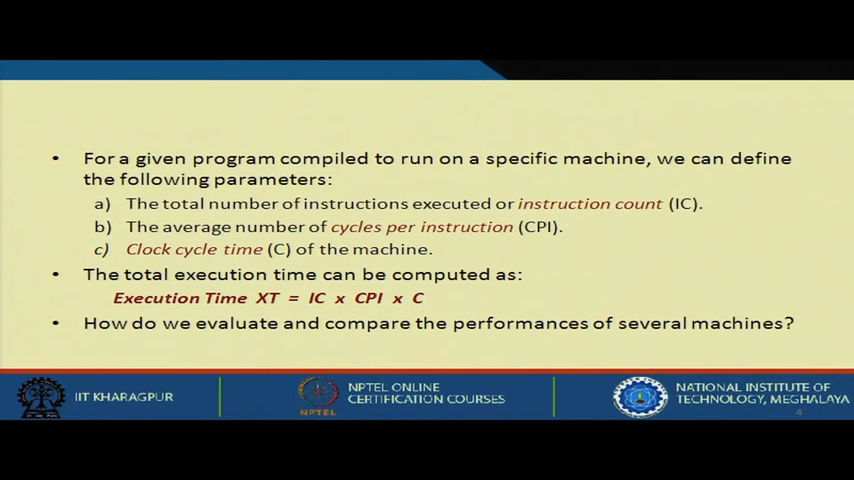 • For a given program compiled to run on a specific machine, we can define
the following parameters:
a) The total number of instructions executed or instruction count (IC).
b) The average number of cycles per instruction (CPI).
c) Clock cycle time (C) of the machine.
• The total execution time can be computed as:
Execution Time XT = IC x CPI x C
• How do we evaluate and compare the performances of several machines?
IIT KHARAGPUR
NPTEL
NPTEL ONLINE
CERTIFICATION COURSES
NATIONAL INSTITUTE OF
TECHNOLOGY, MEGHALAYA
4